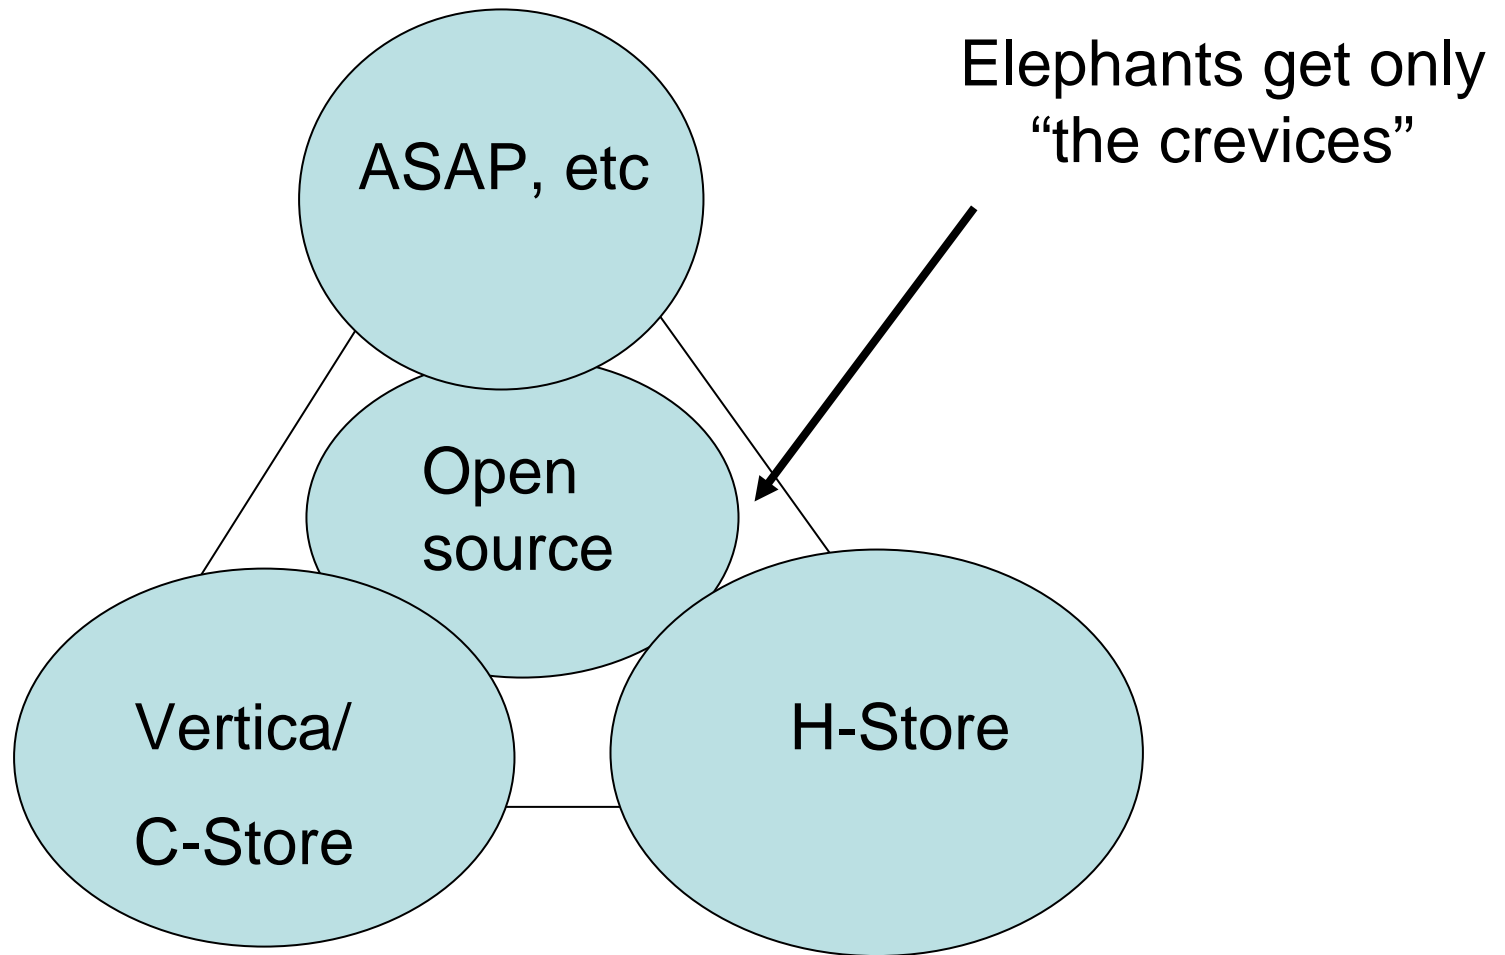 Elephants get only
“the crevices”
ASAP, etc
Open
source
Vertica/
C-Store
H-Store